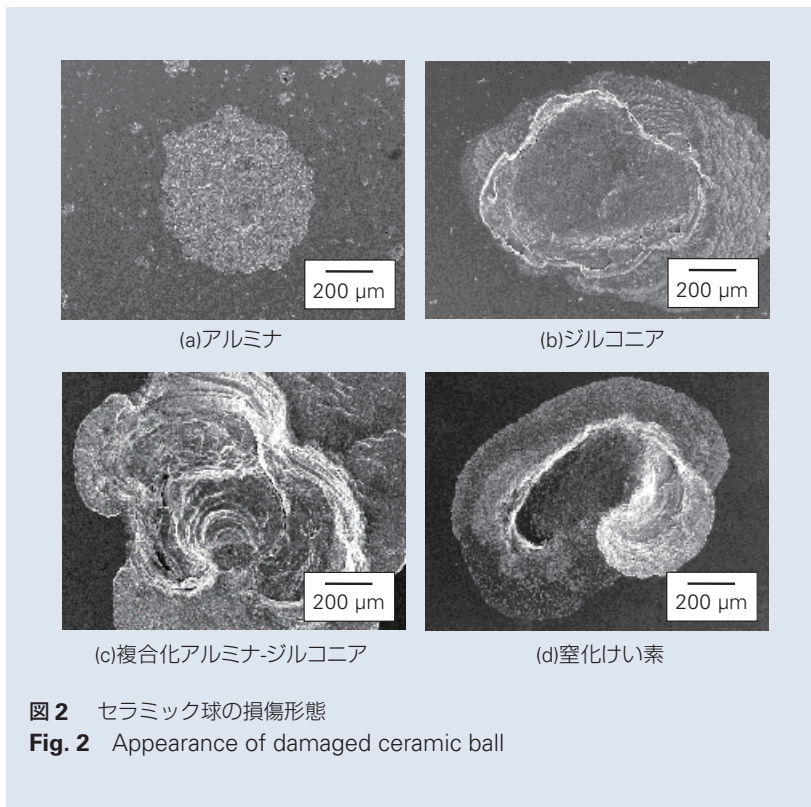 200 µm
200 µm
(a)アルミナ
(b)ジルコニア
200 µm
200 µm
(c)複合化アルミナ-ジルコニア
(d)窒化けい素
図 2 セラミック球の損傷形態
Fig. 2 Appearance of damaged ceramic ball